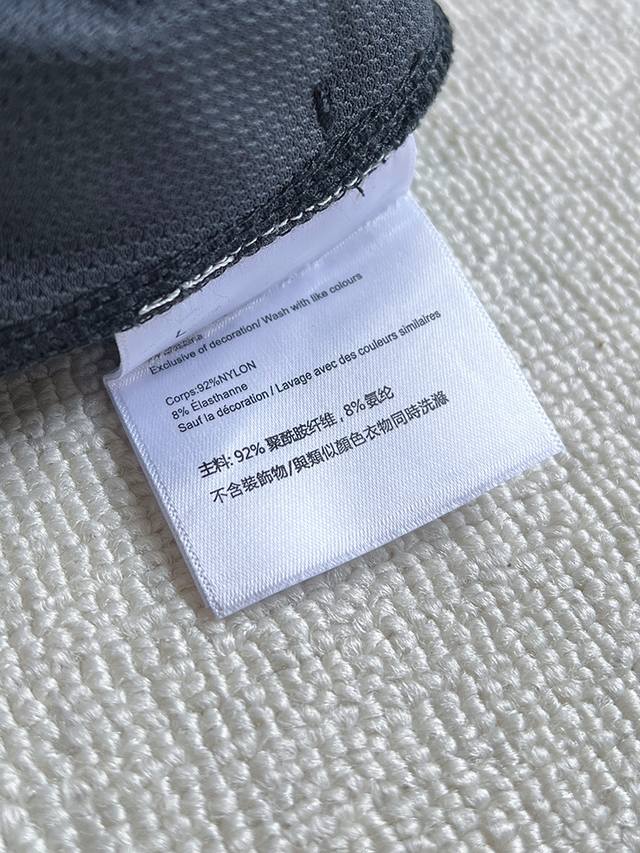 Exclusive of decoration/ Wash with like colours
Corps:92%NYLON
8% Élasthanne
Sauf la décoration / Lavage avec des couleurs similaires
主料: 92% 聚酰胺纤维 , 8% 氨纶
不含裝飾物/與類似顏色衣物同時洗滌